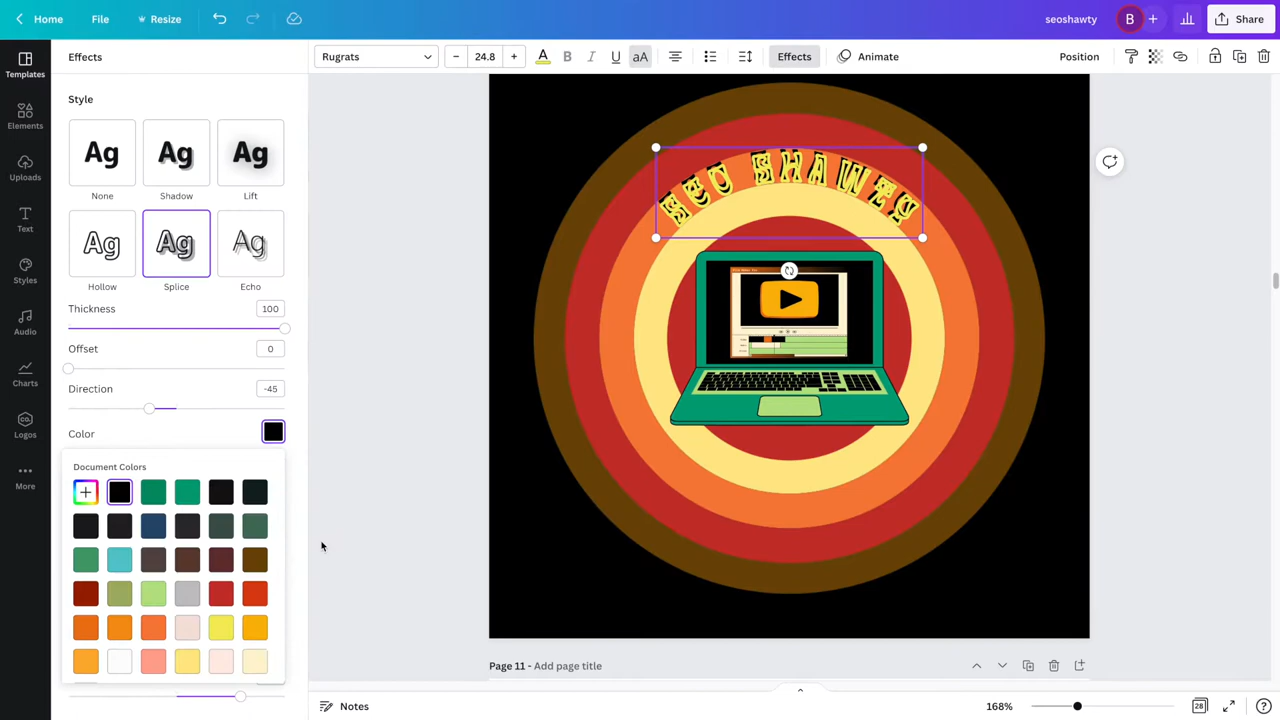 Home
File
Resize
seoshawty
B
Share
Templates
Elements
Uploads
Text
Styles
Audio
Charts
Logos
More
Effects
Style
Ag
Ag
Ag
None
Shadow
Lift
Ag
Ag
Ag
Hollow
Splice
Echo
Thickness
100
Offset
0
Direction
-45
Color
Document Colors
Rugrats
24.8
A
B
I
U
aA
Effects
Animate
Position
SEO SHAWTY
Page 11 - Add page title
Notes
168%
28